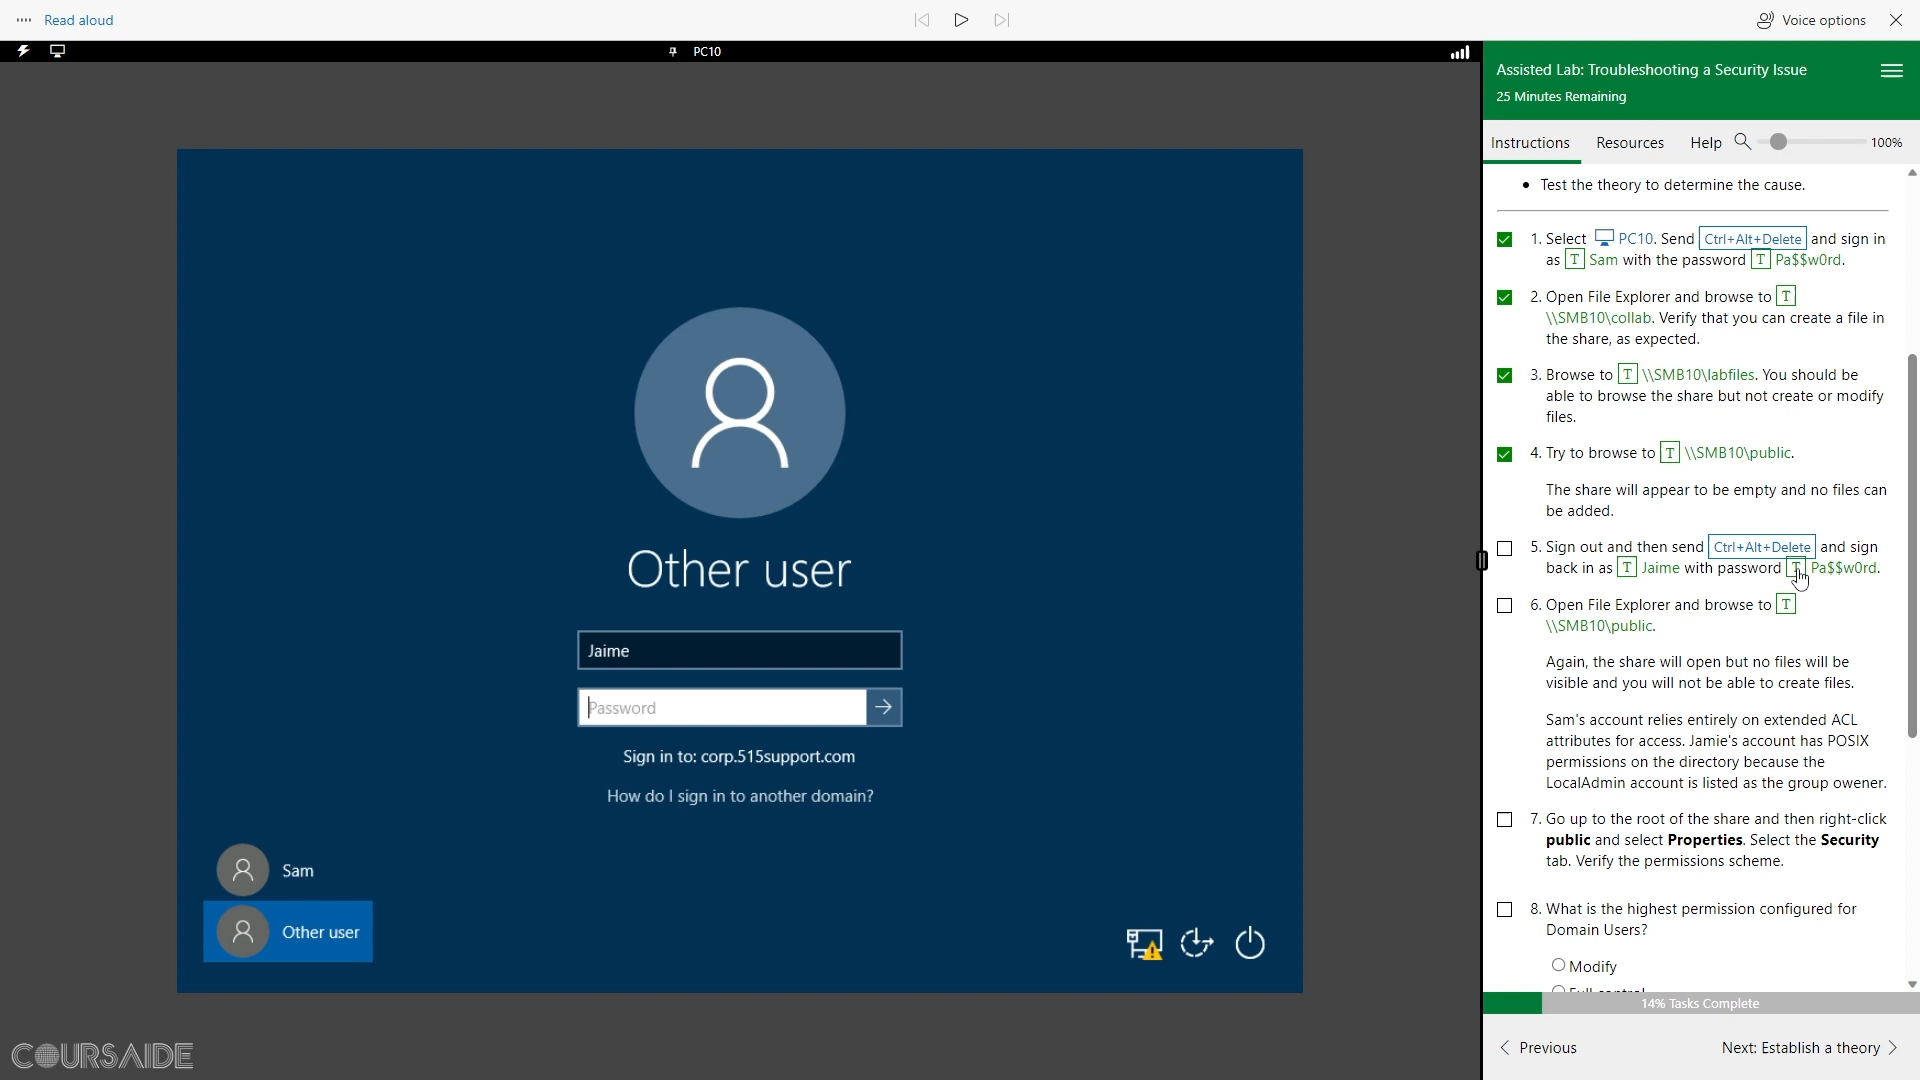 Read aloud
Voice options
PC10
Assisted Lab: Troubleshooting a Security Issue
25 Minutes Remaining
Instructions Resources Help 100%
• Test the theory to determine the cause.
1. Select PC10. Send Ctrl+Alt+Delete and sign in
as T Sam with the password T Pa$$w0rd.
2. Open File Explorer and browse to T
\\SMB10\collab. Verify that you can create a file in
the share, as expected.
3. Browse to T \\SMB10\labfiles. You should be
able to browse the share but not create or modify
files.
4. Try to browse to T \\SMB10\public.
The share will appear to be empty and no files can
be added.
5. Sign out and then send Ctrl+Alt+Delete and sign
back in as T Jaime with password T Pa$$w0rd.
6. Open File Explorer and browse to T
\\SMB10\public.
Again, the share will open but no files will be
visible and you will not be able to create files.
Sam's account relies entirely on extended ACL
attributes for access. Jamie's account has POSIX
permissions on the directory because the
LocalAdmin account is listed as the group owener.
7. Go up to the root of the share and then right-click
public and select Properties. Select the Security
tab. Verify the permissions scheme.
8. What is the highest permission configured for
Domain Users?
Modify
Full control
14% Tasks Complete
Previous
Next: Establish a theory
Other user
Jaime
Password
Sign in to: corp.515support.com
How do I sign in to another domain?
Sam
Other user
COURSAIDE